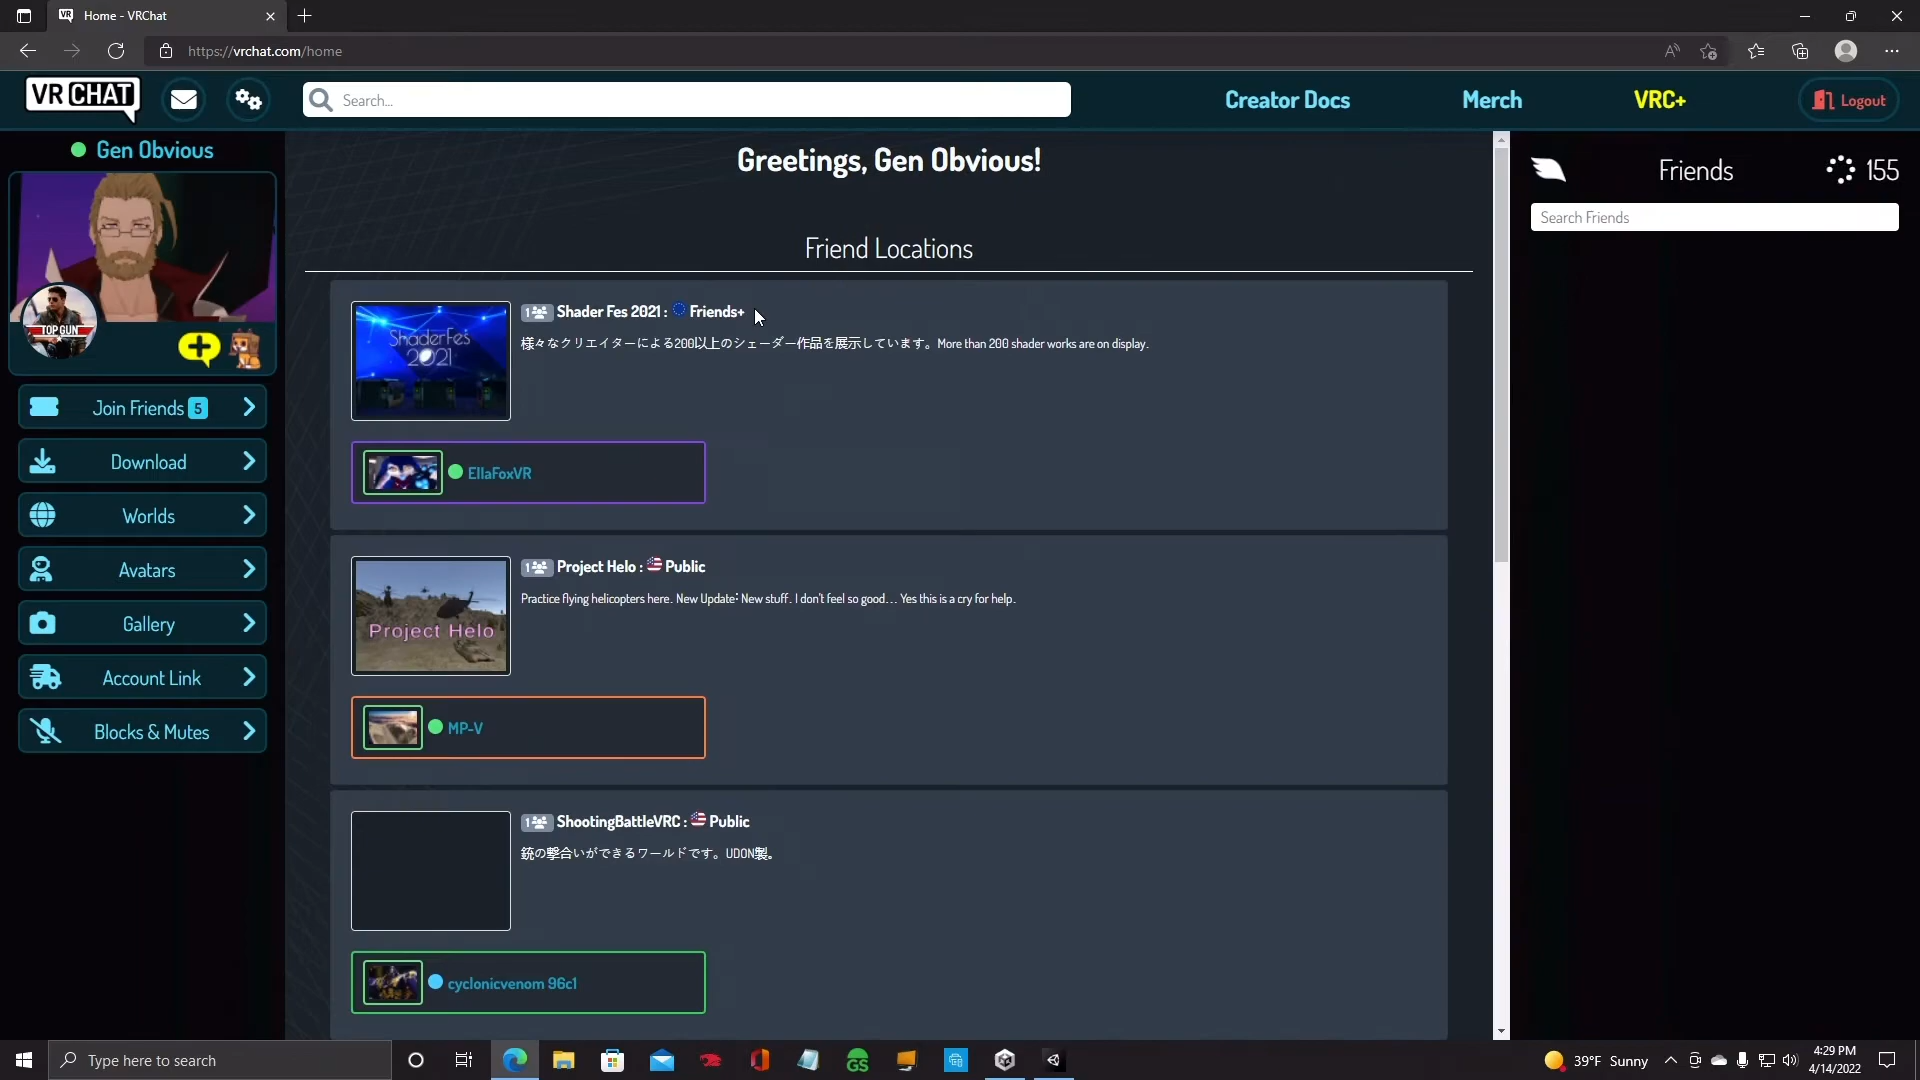 Home - VRChat
https://vrchat.com/home
VRCHAT
Search...
Creator Docs
Merch
VRC+
Logout
Gen Obvious
TOP GUN
Join Friends 5
Download
Worlds
Avatars
Gallery
Account Link
Blocks & Mutes
Greetings, Gen Obvious!
Friend Locations
1 Shader Fes 2021 : Friends+
様々なクリエイターによる200以上のシェーダー作品を展示しています。More than 200 shader works are on display.
ShaderFes
2021
EllaFoxVR
1 Project Helo : Public
Practice flying helicopters here. New Update: New stuff. I don't feel so good... Yes this is a cry for help.
Project Helo
MP-V
1 ShootingBattleVRC : Public
銃の撃合いができるワールドです。UDON製。
cyclonicvenom 96c1
Friends
155
Search Friends
Type here to search
GS
39°F Sunny
4:29 PM
4/14/2022